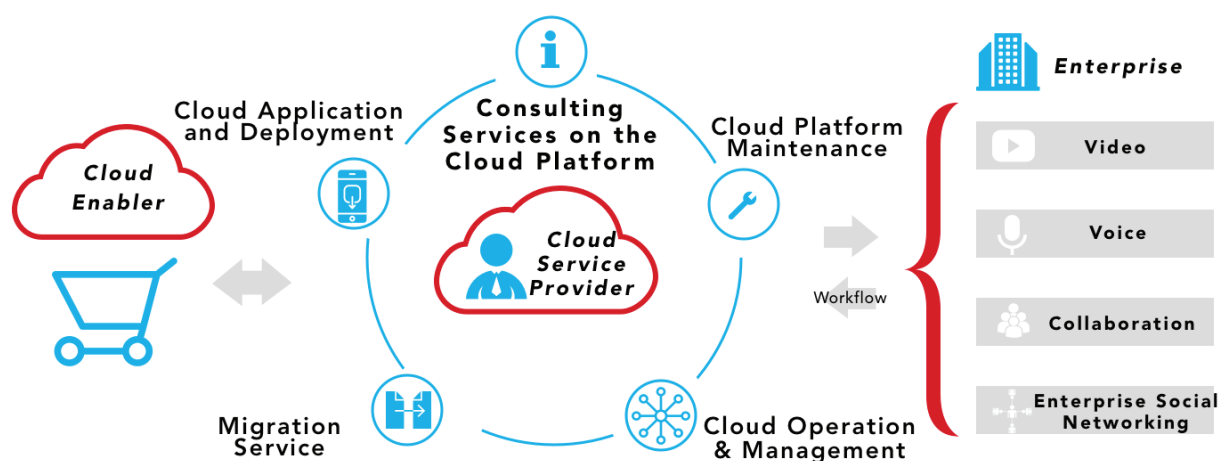 Cloud
Enabler
Cloud Application
and Deployment
Consulting
Services on the
Cloud Platform
Cloud
Service
Provider
Cloud Platform
Maintenance
Migration
Service
Cloud Operation
& Management
Workflow
Enterprise
Video
Voice
Collaboration
Enterprise Social
Networking